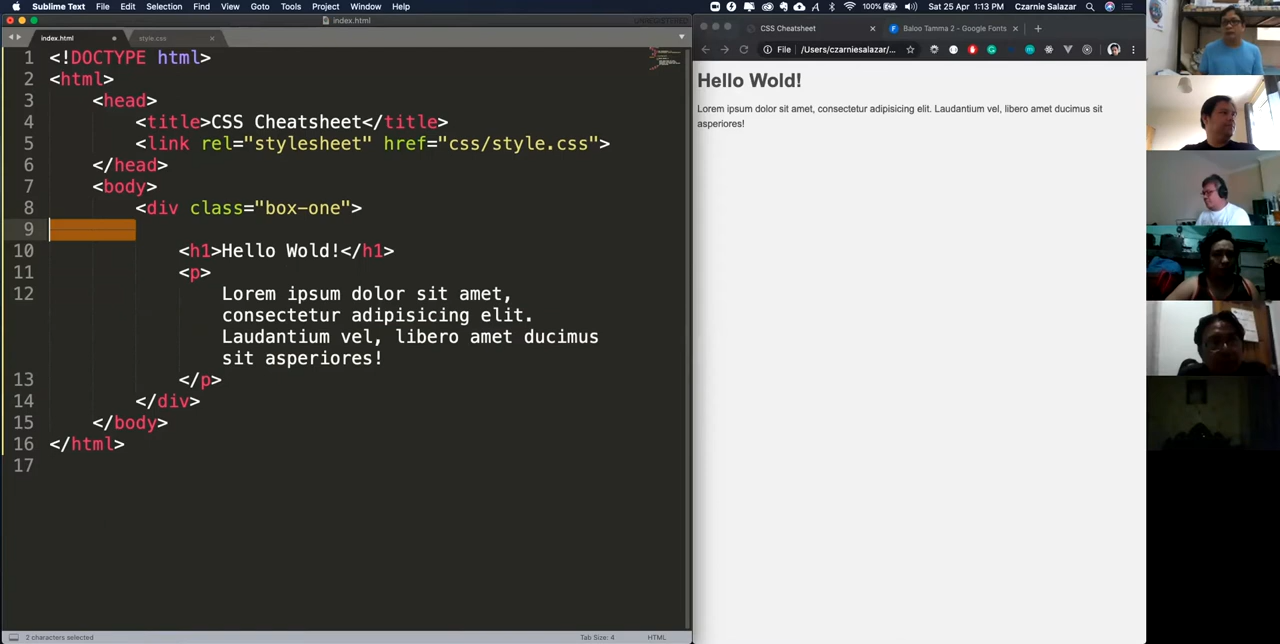 Sublime Text File Edit Selection Find View Goto Tools Project Window Help
100% Sat 25 Apr 1:13 PM Czarnie Salazar
index.html
UNREGISTERED
index.html
style.css
1 <!DOCTYPE html>
2 <html>
3 <head>
4 <title>CSS Cheatsheet</title>
5 <link rel="stylesheet" href="css/style.css">
6 </head>
7 <body>
8 <div class="box-one">
9
10 <h1>Hello Wold!</h1>
11 <p>
12 Lorem ipsum dolor sit amet,
consectetur adipisicing elit.
Laudantium vel, libero amet ducimus
sit asperiores!
13 </p>
14 </div>
15 </body>
16 </html>
17
2 characters selected
Tab Size: 4
HTML
CSS Cheatsheet
Baloo Tamma 2 - Google Fonts
File /Users/czarniesalazar/...
Hello Wold!
Lorem ipsum dolor sit amet, consectetur adipisicing elit. Laudantium vel, libero amet ducimus sit
asperiores!